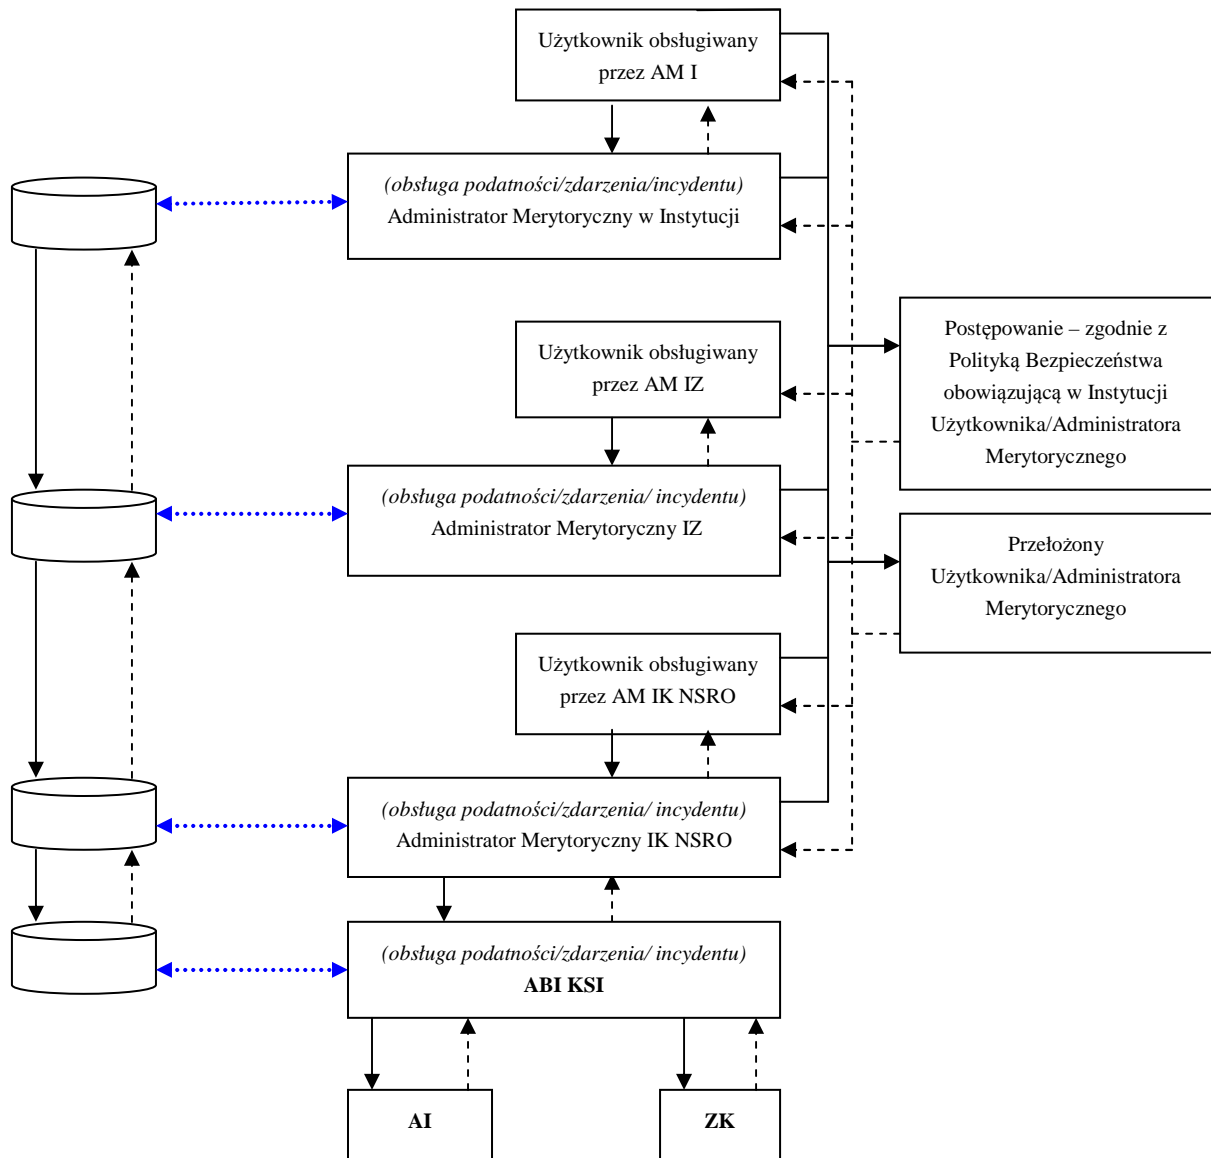 Użytkownik obsługiwany
przez AM I
(obsługa podatności/zdarzenia/incydentu)
Administrator Merytoryczny w Instytucji
Użytkownik obsługiwany
przez AM IZ
Postępowanie – zgodnie z
Polityką Bezpieczeństwa
obowiązującą w Instytucji
Użytkownika/Administratora
Merytorycznego
(obsługa podatności/zdarzenia/ incydentu)
Administrator Merytoryczny IZ
Przełożony
Użytkownika/Administratora
Merytorycznego
Użytkownik obsługiwany
przez AM IK NSRO
(obsługa podatności/zdarzenia/ incydentu)
Administrator Merytoryczny IK NSRO
(obsługa podatności/zdarzenia/ incydentu)
ABI KSI
AI
ZK